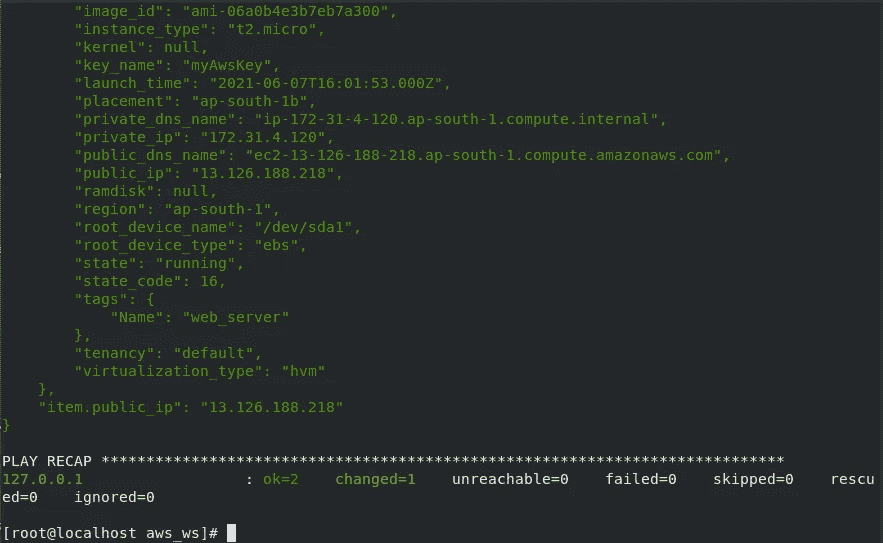 "image_id": "ami-06a0b4e3b7eb7a300",
"instance_type": "t2.micro",
"kernel": null,
"key_name": "myAwsKey",
"launch_time": "2021-06-07T16:01:53.000Z",
"placement": "ap-south-1b",
"private_dns_name": "ip-172-31-4-120.ap-south-1.compute.internal",
"private_ip": "172.31.4.120",
"public_dns_name": "ec2-13-126-188-218.ap-south-1.compute.amazonaws.com",
"public_ip": "13.126.188.218",
"ramdisk": null,
"region": "ap-south-1",
"root_device_name": "/dev/sda1",
"root_device_type": "ebs",
"state": "running",
"state_code": 16,
"tags": {
"Name": "web_server"
},
"tenancy": "default",
"virtualization_type": "hvm"
},
"item.public_ip": "13.126.188.218"
}
PLAY RECAP ****************************************************************************
127.0.0.1 : ok=2 changed=1 unreachable=0 failed=0 skipped=0 rescu
ed=0 ignored=0
[root@localhost aws_ws]#